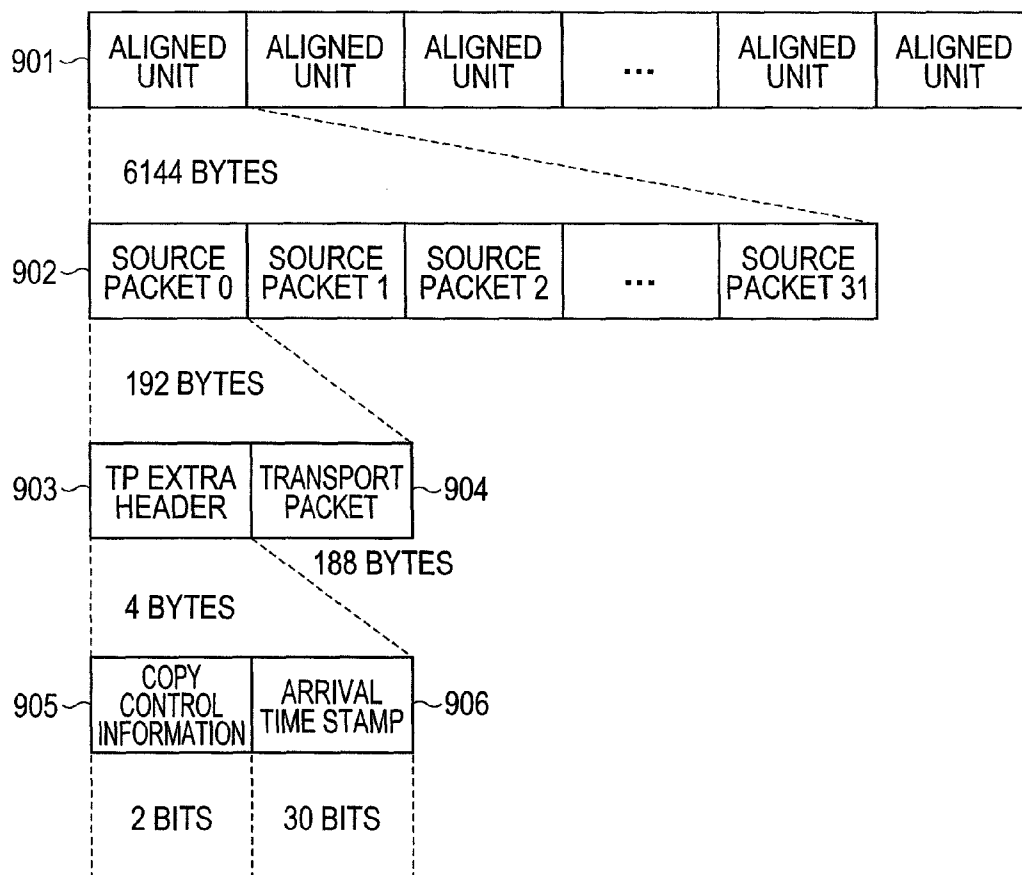 901
ALIGNED UNIT
ALIGNED UNIT
ALIGNED UNIT
...
ALIGNED UNIT
ALIGNED UNIT
6144 BYTES
902
SOURCE PACKET 0
SOURCE PACKET 1
SOURCE PACKET 2
...
SOURCE PACKET 31
192 BYTES
903
TP EXTRA HEADER
TRANSPORT PACKET
904
188 BYTES
4 BYTES
905
COPY CONTROL INFORMATION
ARRIVAL TIME STAMP
906
2 BITS
30 BITS